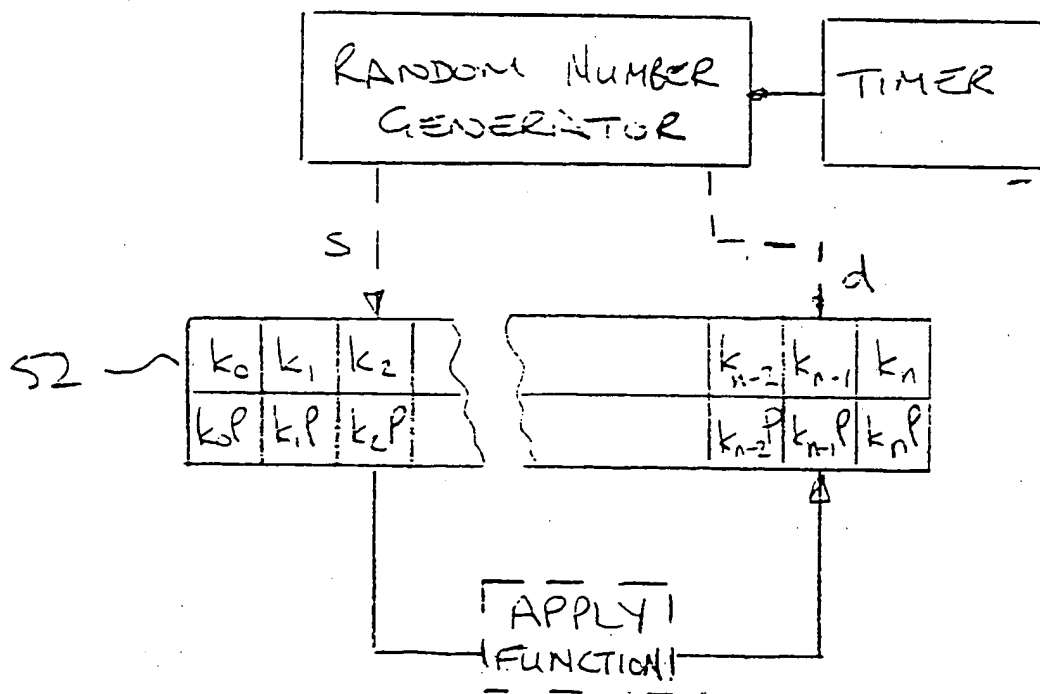 RANDOM NUMBER
GENERATOR
TIMER
S
d
52
k₀ k₁ k₂ kₙ₋₂ kₙ₋₁ kₙ
k₀P k₁P k₂P kₙ₋₂P kₙ₋₁P kₙP
APPLY
FUNCTION